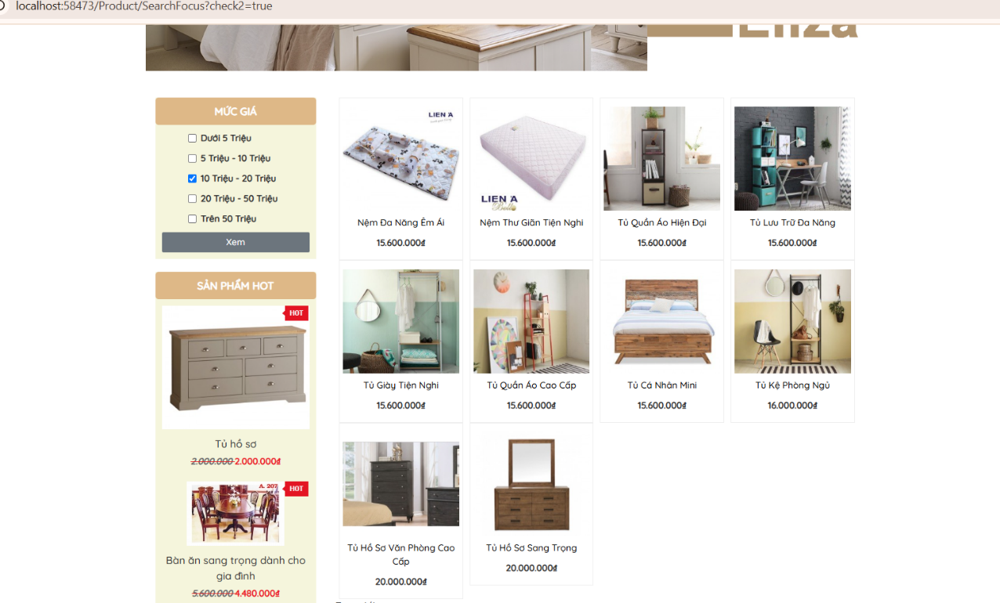 localhost:58473/Product/SearchFocus?check2=true
Eliza
MỨC GIÁ
Dưới 5 Triệu
5 Triệu - 10 Triệu
10 Triệu - 20 Triệu
20 Triệu - 50 Triệu
Trên 50 Triệu
Xem
SẢN PHẨM HOT
HOT
Tủ hồ sơ
2.000.000 2.000.000₫
A. 207
HOT
Bàn ăn sang trọng dành cho
gia đình
5.600.000 4.480.000₫
LIEN A
Nệm Đa Năng Êm Ái
15.600.000₫
LIEN A
Nệm Thư Giãn Tiện Nghi
15.600.000₫
Tủ Quần Áo Hiện Đại
15.600.000₫
Tủ Lưu Trữ Đa Năng
15.600.000₫
Tủ Giày Tiện Nghi
15.600.000₫
Tủ Quần Áo Cao Cấp
15.600.000₫
Tủ Cá Nhân Mini
15.600.000₫
Tủ Kệ Phòng Ngủ
16.000.000₫
Tủ Hồ Sơ Văn Phòng Cao
Cấp
20.000.000₫
Tủ Hồ Sơ Sang Trọng
20.000.000₫